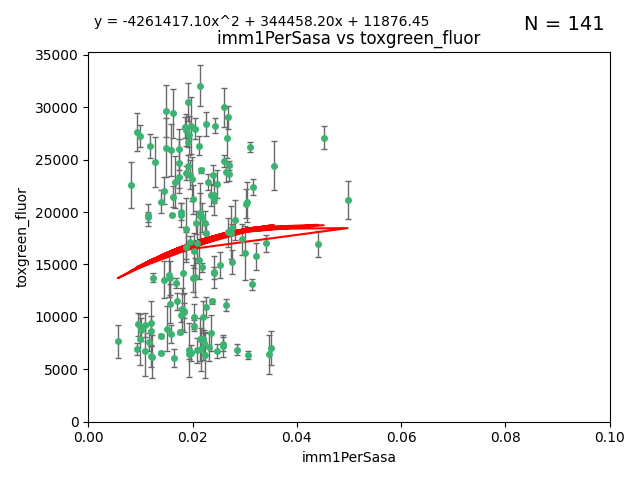 y = -4261417.10x^2 + 344458.20x + 11876.45
N = 141
imm1PerSasa vs toxgreen_fluor
35000
30000
25000
20000
15000
10000
5000
0
toxgreen_fluor
0.00 0.02 0.04 0.06 0.08 0.10
imm1PerSasa